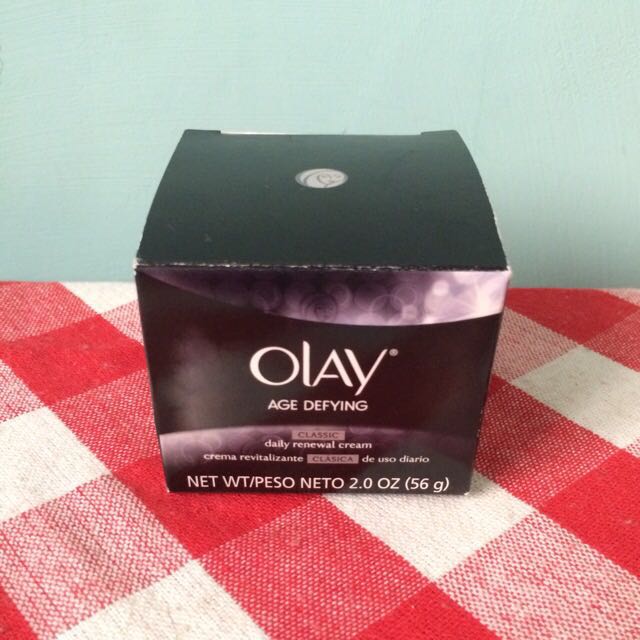 OLAY®
AGE DEFYING
CLASSIC
daily renewal cream
crema revitalizante CLÁSICA de uso diario
NET WT/PESO NETO 2.0 OZ (56 g)